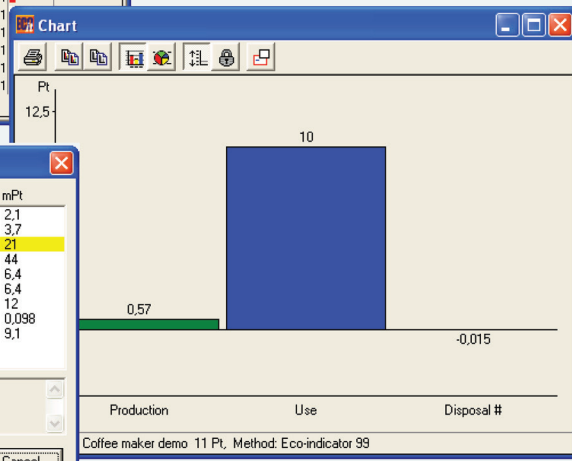 Chart
Pt
12,5
10
0,57
-0,015
Production Use Disposal #
Coffee maker demo 11 Pt, Method: Eco-indicator 99
mPt
2,1
3,7
21
44
6,4
6,4
12
0,098
9,1
Cancel